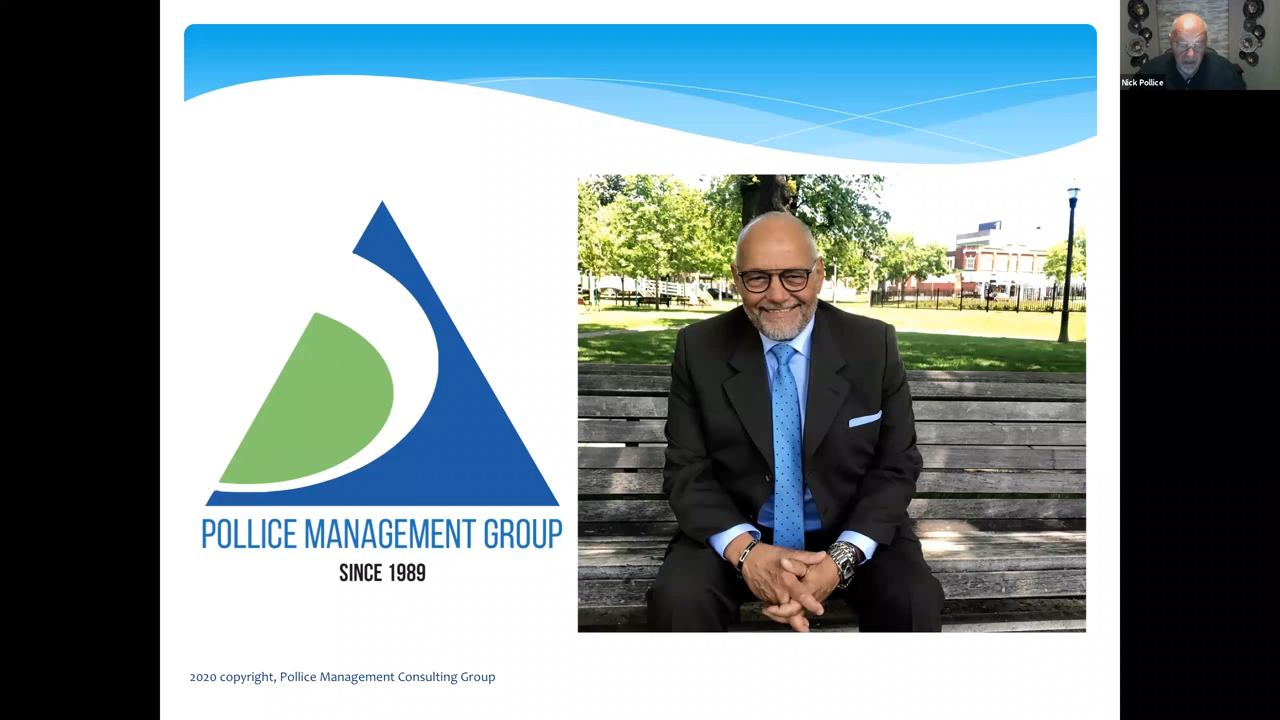 Nick Pollice
POLLICE MANAGEMENT GROUP
SINCE 1989
2020 copyright, Pollice Management Consulting Group